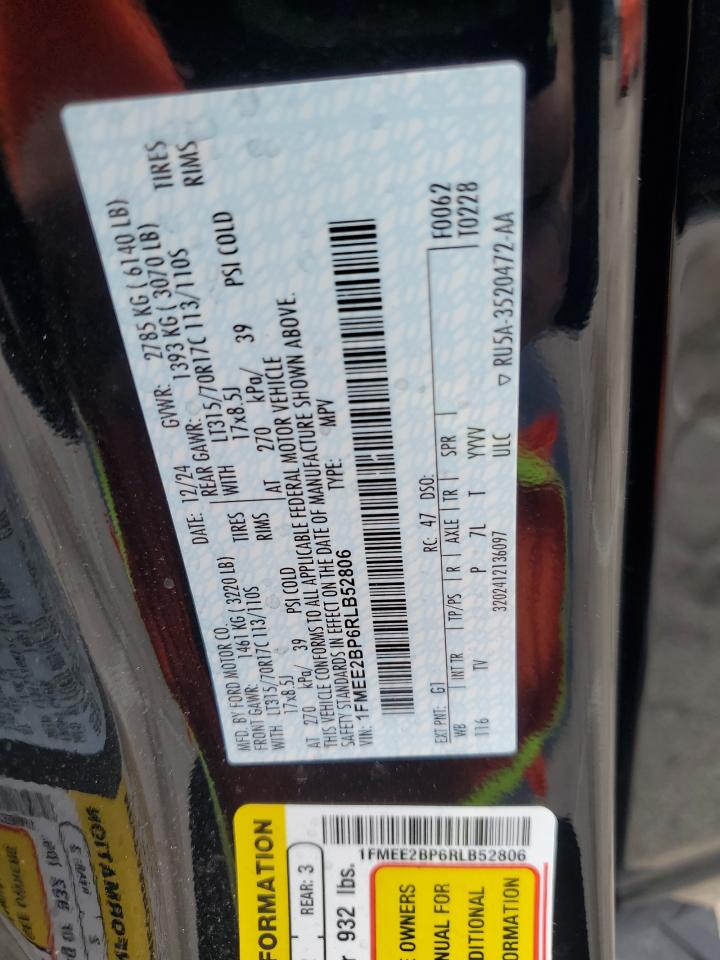 MFD. BY FORD MOTOR CO.
DATE: 12/24 GVWR: 2785 KG ( 6140 LB)
FRONT GAWR: 1461 KG ( 3220 LB) REAR GAWR: 1393 KG ( 3070 LB)
WITH LT315/70R17C 113/110S TIRES WITH LT315/70R17C 113/110S TIRES
17x8.5J RIMS 17x8.5J RIMS
AT 270 kPa/ 39 PSI COLD AT 270 kPa/ 39 PSI COLD
THIS VEHICLE CONFORMS TO ALL APPLICABLE FEDERAL MOTOR VEHICLE
SAFETY STANDARDS IN EFFECT ON THE DATE OF MANUFACTURE SHOWN ABOVE.
VIN: 1FMEE2BP6RLB52806 TYPE: MPV
EXT PNT: G1 RC: 47 DSO: F0062
WB INT TR TP/PS R AXLE TR SPR T0228
116 TV P 7L T YYVV
3202412136097 ULC ▽ RU5A-3520472-AA
FORMATION
REAR: 3
932 lbs.
1FMEE2BP6RLB52806
OWNERS
MANUAL FOR
DITIONAL
ORMATION